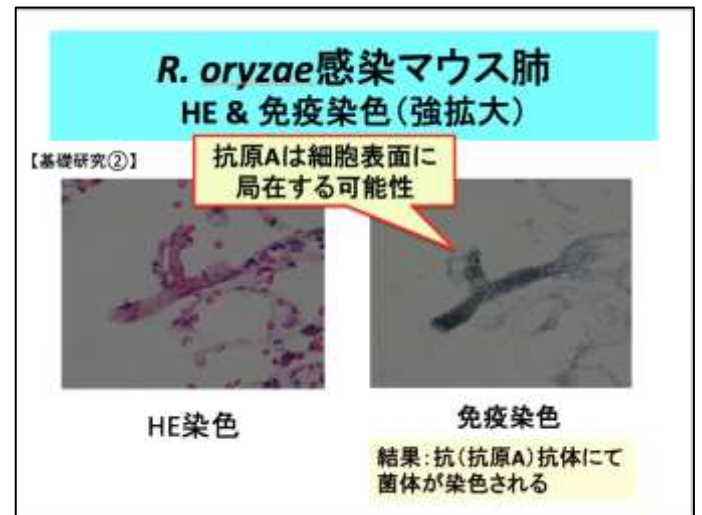 R. oryzae感染マウス肺
HE & 免疫染色(強拡大)
【基礎研究②】
抗原Aは細胞表面に
局在する可能性
HE染色
免疫染色
結果:抗(抗原A)抗体にて
菌体が染色される